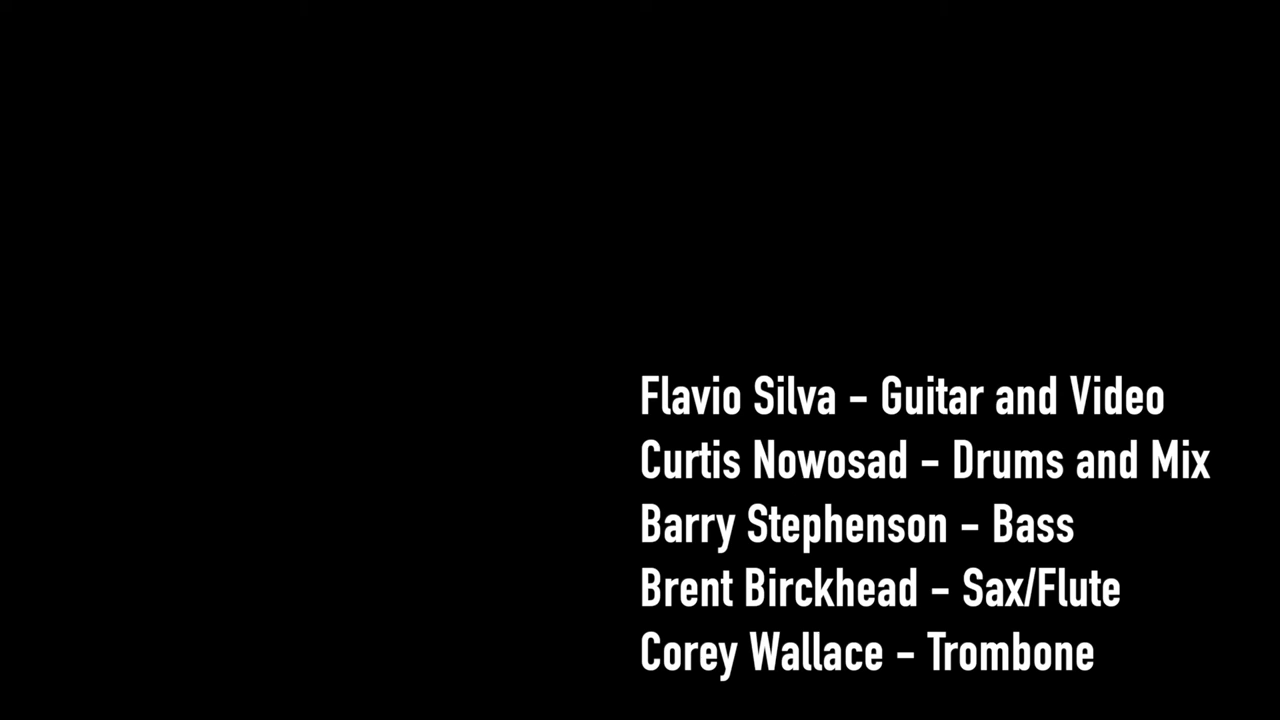 Flavio Silva - Guitar and Video
Curtis Nowosad - Drums and Mix
Barry Stephenson - Bass
Brent Birckhead - Sax/Flute
Corey Wallace - Trombone